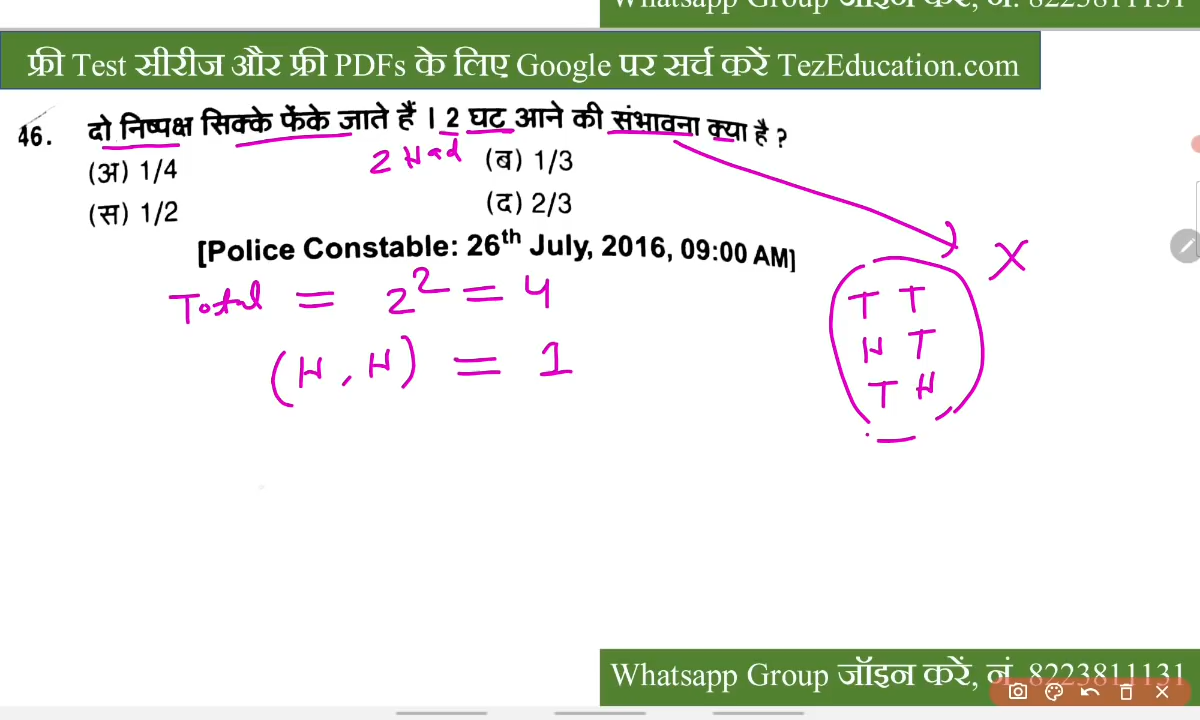 Whatsapp Group जॉइन करें, नं. 8223811131
फ्री Test सीरीज और फ्री PDFs के लिए Google पर सर्च करें TezEducation.com
46. दो निष्पक्ष सिक्के फेंके जाते हैं । 2 घट आने की संभावना क्या है ?
2 Had
(अ) 1/4 (ब) 1/3
(स) 1/2 (द) 2/3
[Police Constable: 26th July, 2016, 09:00 AM]
Total = 2² = 4
(H, H) = 1
X
T T
H T
T H
Whatsapp Group जॉइन करें, नं. 8223811131